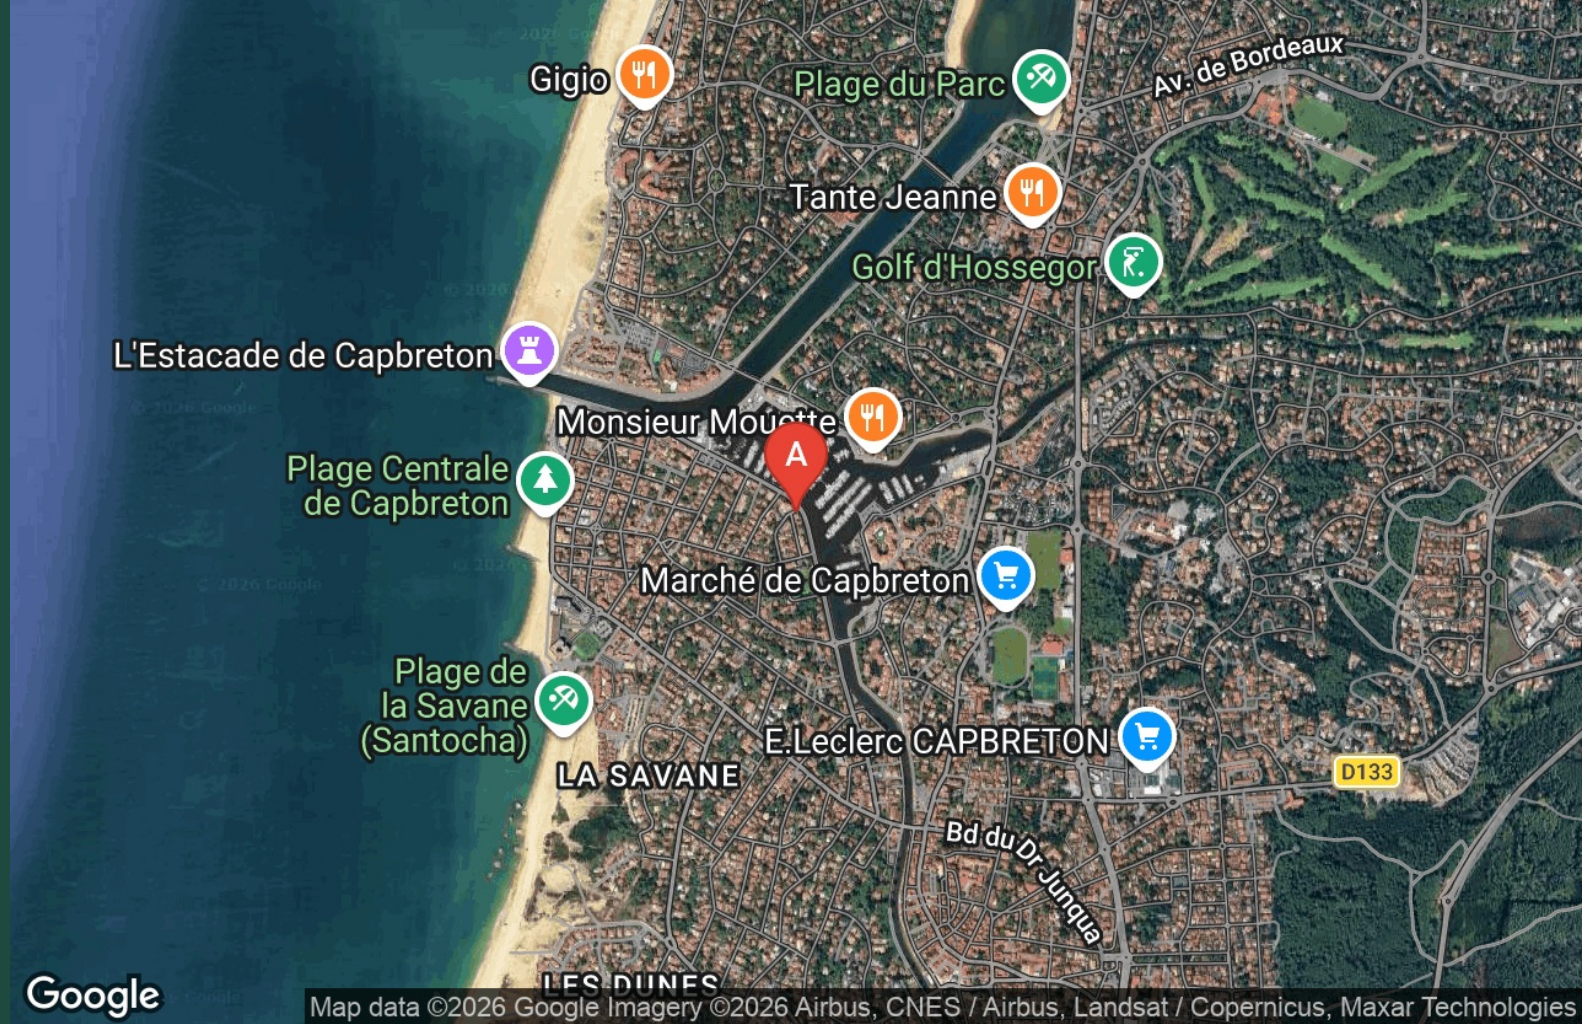 Gigio
Plage du Parc
Av. de Bordeaux
Tante Jeanne
Golf d'Hossegor
L'Estacade de Capbreton
Monsieur Mouette
A
Plage Centrale
de Capbreton
Marché de Capbreton
Plage de
la Savane
(Santocha)
E.Leclerc CAPBRETON
D133
LA SAVANE
Bd du Dr Junqua
LES DUNES
Google
Map data ©2026 Google Imagery ©2026 Airbus, CNES / Airbus, Landsat / Copernicus, Maxar Technologies